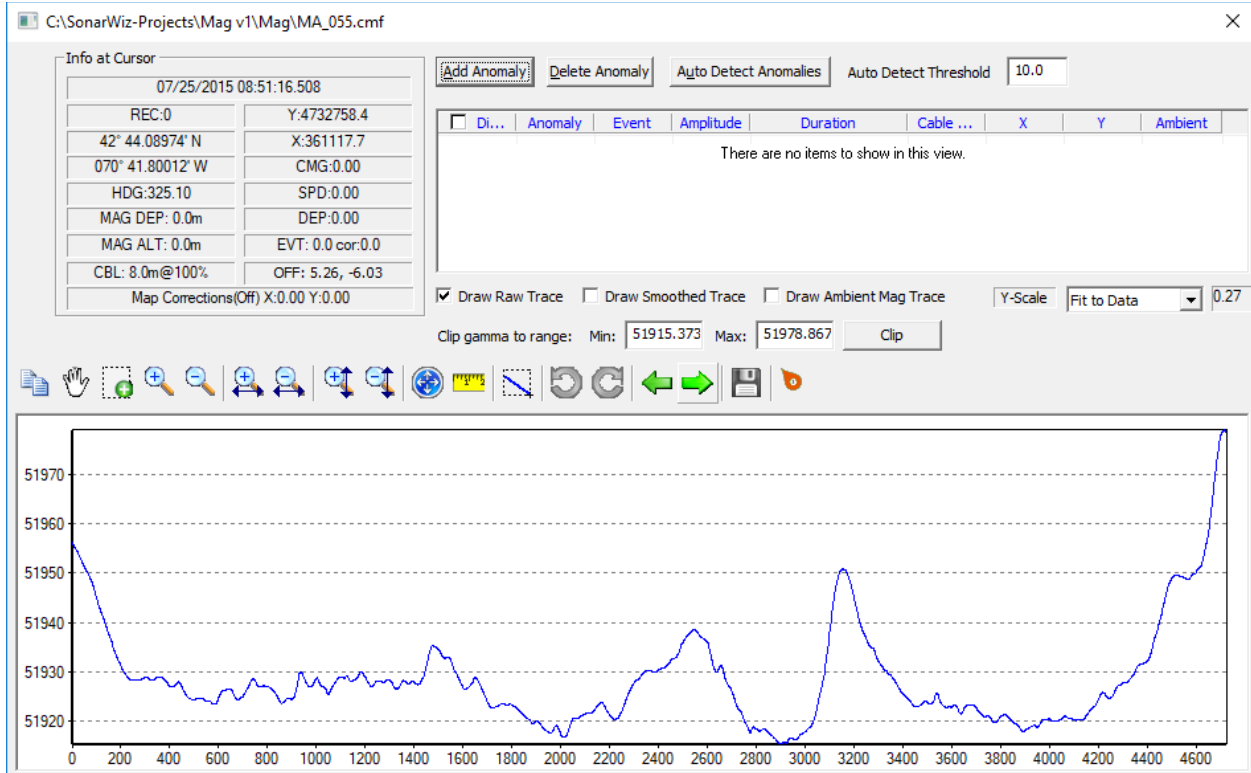 C:\SonarWiz-Projects\Mag v1\Mag\MA_055.cmf
Info at Cursor
07/25/2015 08:51:16.508
REC:0 Y:4732758.4
42° 44.08974' N X:361117.7
070° 41.80012' W CMG:0.00
HDG:325.10 SPD:0.00
MAG DEP: 0.0m DEP:0.00
MAG ALT: 0.0m EVT: 0.0 cor:0.0
CBL: 8.0m@100% OFF: 5.26, -6.03
Map Corrections(Off) X:0.00 Y:0.00
Add Anomaly Delete Anomaly Auto Detect Anomalies Auto Detect Threshold 10.0
Di... Anomaly Event Amplitude Duration Cable ... X Y Ambient
There are no items to show in this view.
Draw Raw Trace Draw Smoothed Trace Draw Ambient Mag Trace Y-Scale Fit to Data 0.27
Clip gamma to range: Min: 51915.373 Max: 51978.867 Clip
51970
51960
51950
51940
51930
51920
0 200 400 600 800 1000 1200 1400 1600 1800 2000 2200 2400 2600 2800 3000 3200 3400 3600 3800 4000 4200 4400 4600